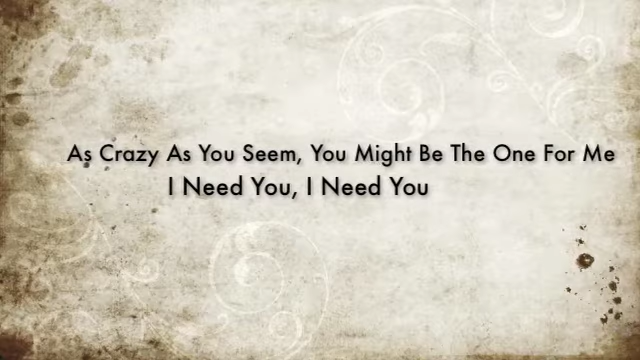 As Crazy As You Seem, You Might Be The One For Me
I Need You, I Need You